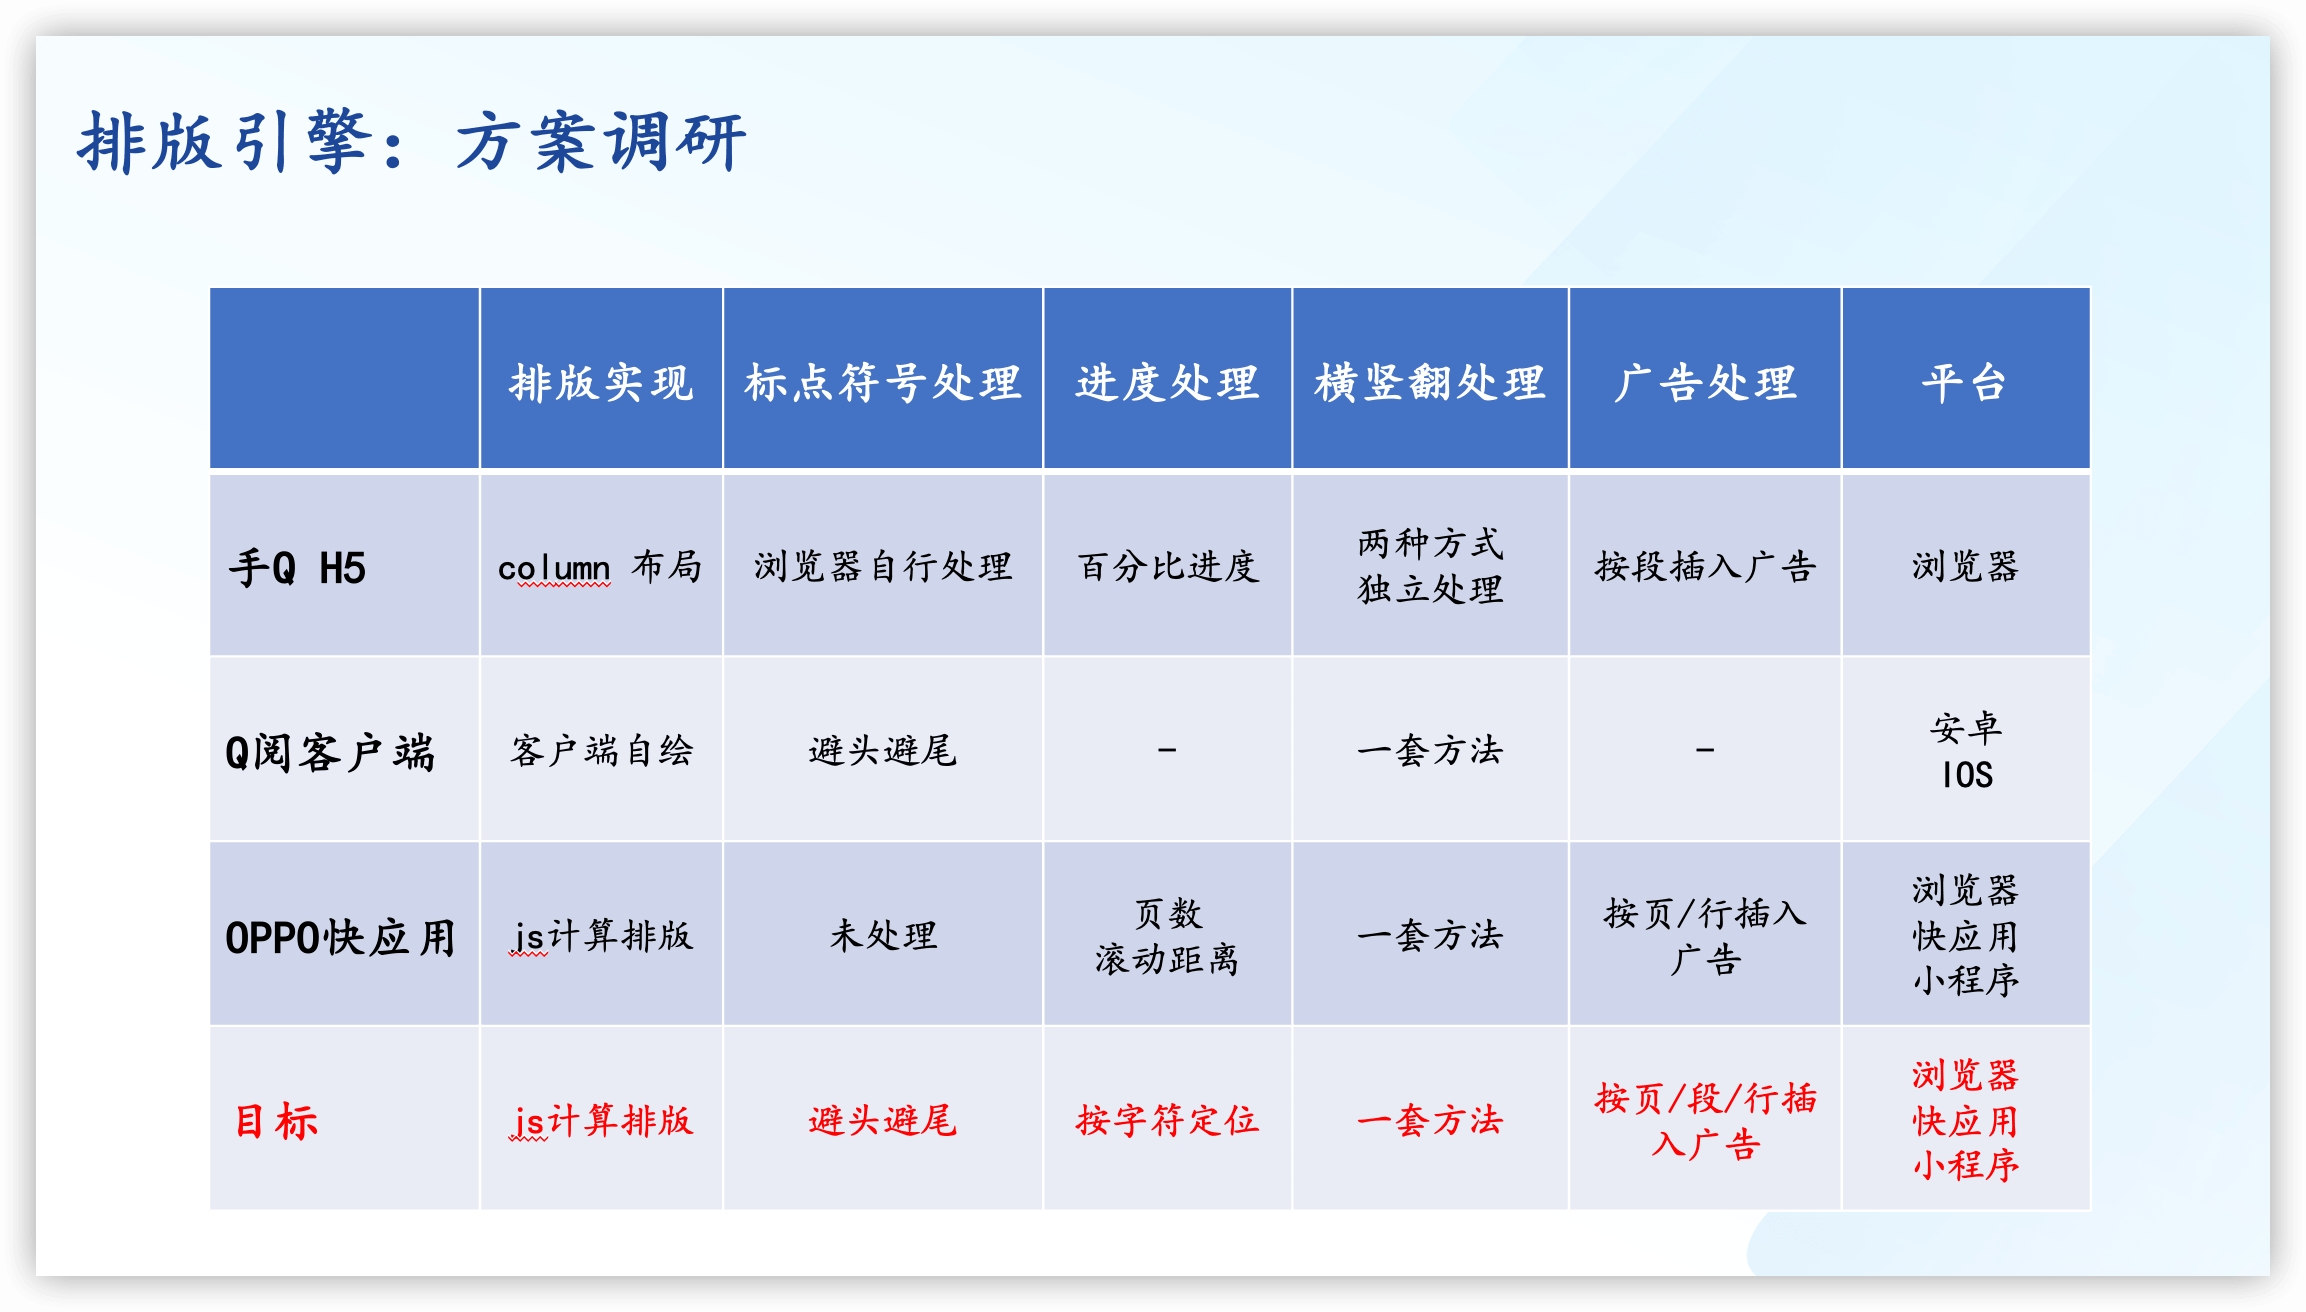 排版引擎：方案调研
排版实现 标点符号处理 进度处理 横竖翻处理 广告处理 平台
手Q H5 column 布局 浏览器自行处理 百分比进度 两种方式 按段插入广告 浏览器
独立处理
Q阅客户端 客户端自绘 避头避尾 - 一套方法 - 安卓
IOS
OPPO快应用 js计算排版 未处理 页数 一套方法 按页/行插入 浏览器
滚动距离 广告 快应用
小程序
目标 js计算排版 避头避尾 按字符定位 一套方法 按页/段/行插 浏览器
入广告 快应用
小程序